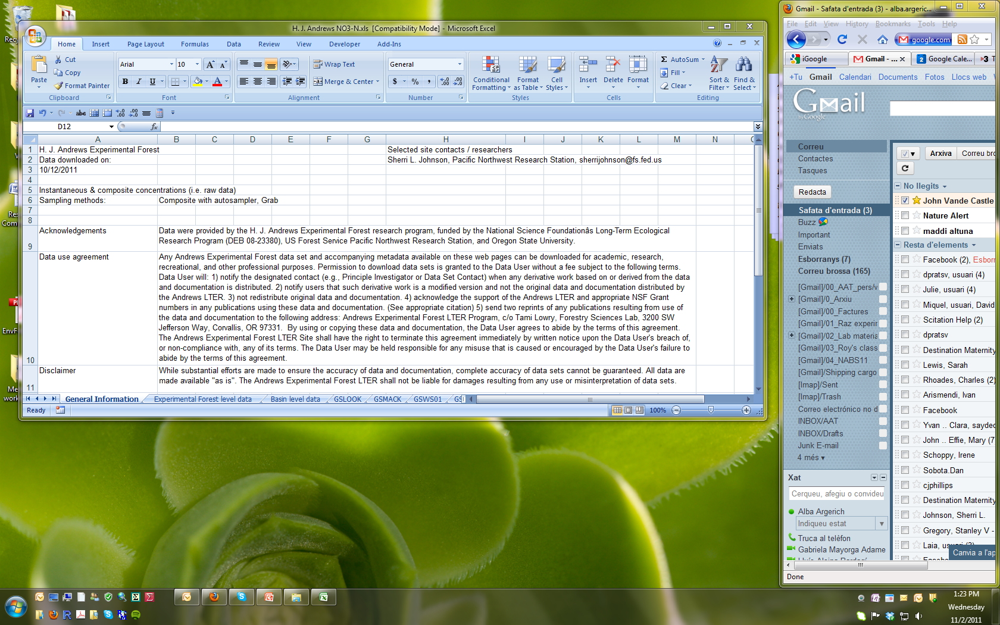 Recy
Res
Com
EnvF
Me
work
H. J. Andrews NO3-N.xls [Compatibility Mode] - Microsoft Excel
Home Insert Page Layout Formulas Data Review View Developer Add-Ins
Paste
Cut
Copy
Format Painter
Clipboard
Arial 10
B I U
Font
Wrap Text
Merge & Center
Alignment
General
$ % ,
Number
Conditional Formatting
Format as Table
Cell Styles
Styles
Insert Delete Format
Cells
Σ AutoSum
Fill
Clear
Sort & Filter
Find & Select
Editing
D12
fx
A B C D E F G H I J K L M N
1 H. J. Andrews Experimental Forest Selected site contacts / researchers
2 Data downloaded on: Sherri L. Johnson, Pacific Northwest Research Station, sherrijohnson@fs.fed.us
3 10/12/2011
4
5 Instantaneous & composite concentrations (i.e. raw data)
6 Sampling methods: Composite with autosampler, Grab
7
8
Acknowledgements Data were provided by the H. J. Andrews Experimental Forest research program, funded by the National Science Foundationâs Long-Term Ecological
9 Research Program (DEB 08-23380), US Forest Service Pacific Northwest Research Station, and Oregon State University.
Data use agreement Any Andrews Experimental Forest data set and accompanying metadata available on these web pages can be downloaded for academic, research,
recreational, and other professional purposes. Permission to download data sets is granted to the Data User without a fee subject to the following terms.
Data User will: 1) notify the designated contact (e.g., Principle Investigator or Data Set Contact) when any derivative work based on or derived from the data
and documentation is distributed. 2) notify users that such derivative work is a modified version and not the original data and documentation distributed
by the Andrews LTER. 3) not redistribute original data and documentation. 4) acknowledge the support of the Andrews LTER and appropriate NSF Grant
numbers in any publications using these data and documentation. (See appropriate citation) 5) send two reprints of any publications resulting from use of
the data and documentation to the following address: Andrews Experimental Forest LTER Program, c/o Tami Lowry, Forestry Sciences Lab, 3200 SW
Jefferson Way, Corvallis, OR 97331. By using or copying these data and documentation, the Data User agrees to abide by the terms of this agreement.
The Andrews Experimental Forest LTER Site shall have the right to terminate this agreement immediately by written notice upon the Data User's breach of,
or non-compliance with, any of its terms. The Data User may be held responsible for any misuse that is caused or encouraged by the Data User's failure to
10 abide by the terms of this agreement.
Disclaimer While substantial efforts are made to ensure the accuracy of data and documentation, complete accuracy of data sets cannot be guaranteed. All data are
11 made available "as is". The Andrews Experimental Forest LTER shall not be liable for damages resulting from any use or misinterpretation of data sets.
General Information Experimental Forest level data Basin level data GSLOOK GSMACK GSWS01 GS
Ready 100%
Gmail - Safata d'entrada (3) - alba.argeric...
File Edit View History Bookmarks Tools Help
google.com
iGoogle Gmail - ... Google Cale...
+Tu Gmail Calendari Documents Fotos Llocs web
Gmail
by Google
Correu
Contactes
Tasques
Redacta
Safata d'entrada (3)
Buzz
Important
Enviats
Esborranys (7)
Correu brossa (165)
[Gmail]/00_AAT_pers/v
[Gmail]/0_Arxiu
[Gmail]/00_Factures
[Gmail]/01_Raz experin
[Gmail]/02_Lab materia
[Gmail]/03_Roy's class
[Gmail]/04_NABS11
[Gmail]/Shipping cargo
[Imap]/Sent
[Imap]/Trash
Correo electrónico no d
INBOX/AAT
INBOX/Drafts
Junk E-mail
4 més
Xat
Cerqueu, afegiu o convideu
Alba Argerich
Indiqueu estat
Truca al telèfon
Gabriela Mayorga Adame
Arxiva Correu bro
No llegits
John Vande Castle
Nature Alert
maddi altuna
Resta d'elements
Facebook (2), Esborr
dpratsv, usuari (4)
Julie, usuari (4)
Miquel, usuari, David
Scitation Help (2)
dpratsv
Destination Maternity
Lewis, Sarah
Rhoades, Charles (2)
Arismendi, Ivan
Facebook
Yvan .. Clara, saydec
John .. Effie, Mary (7
Schoppy, Irene
Sobota.Dan
cjphillips
Destination Maternity
Johnson, Sherri L.
Gregory, Stanley V -
Laia, usuari (3)
Canvia a l'ap
Done
1:23 PM
Wednesday
11/2/2011